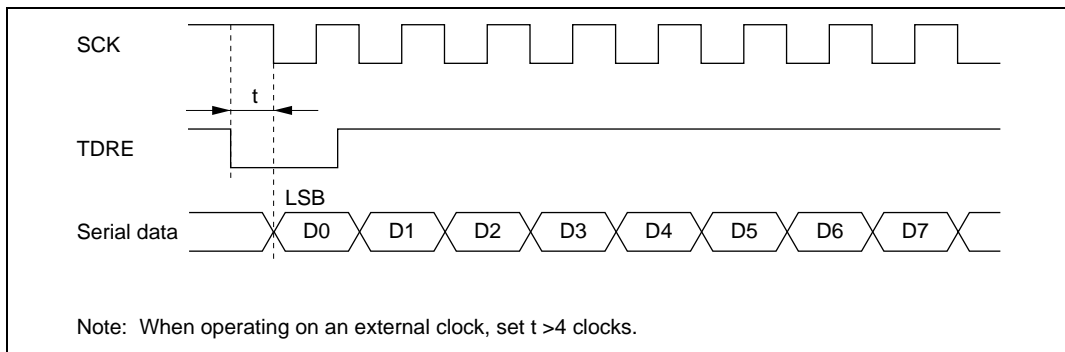 SCK
t
TDRE
LSB
Serial data D0 D1 D2 D3 D4 D5 D6 D7
Note: When operating on an external clock, set t >4 clocks.